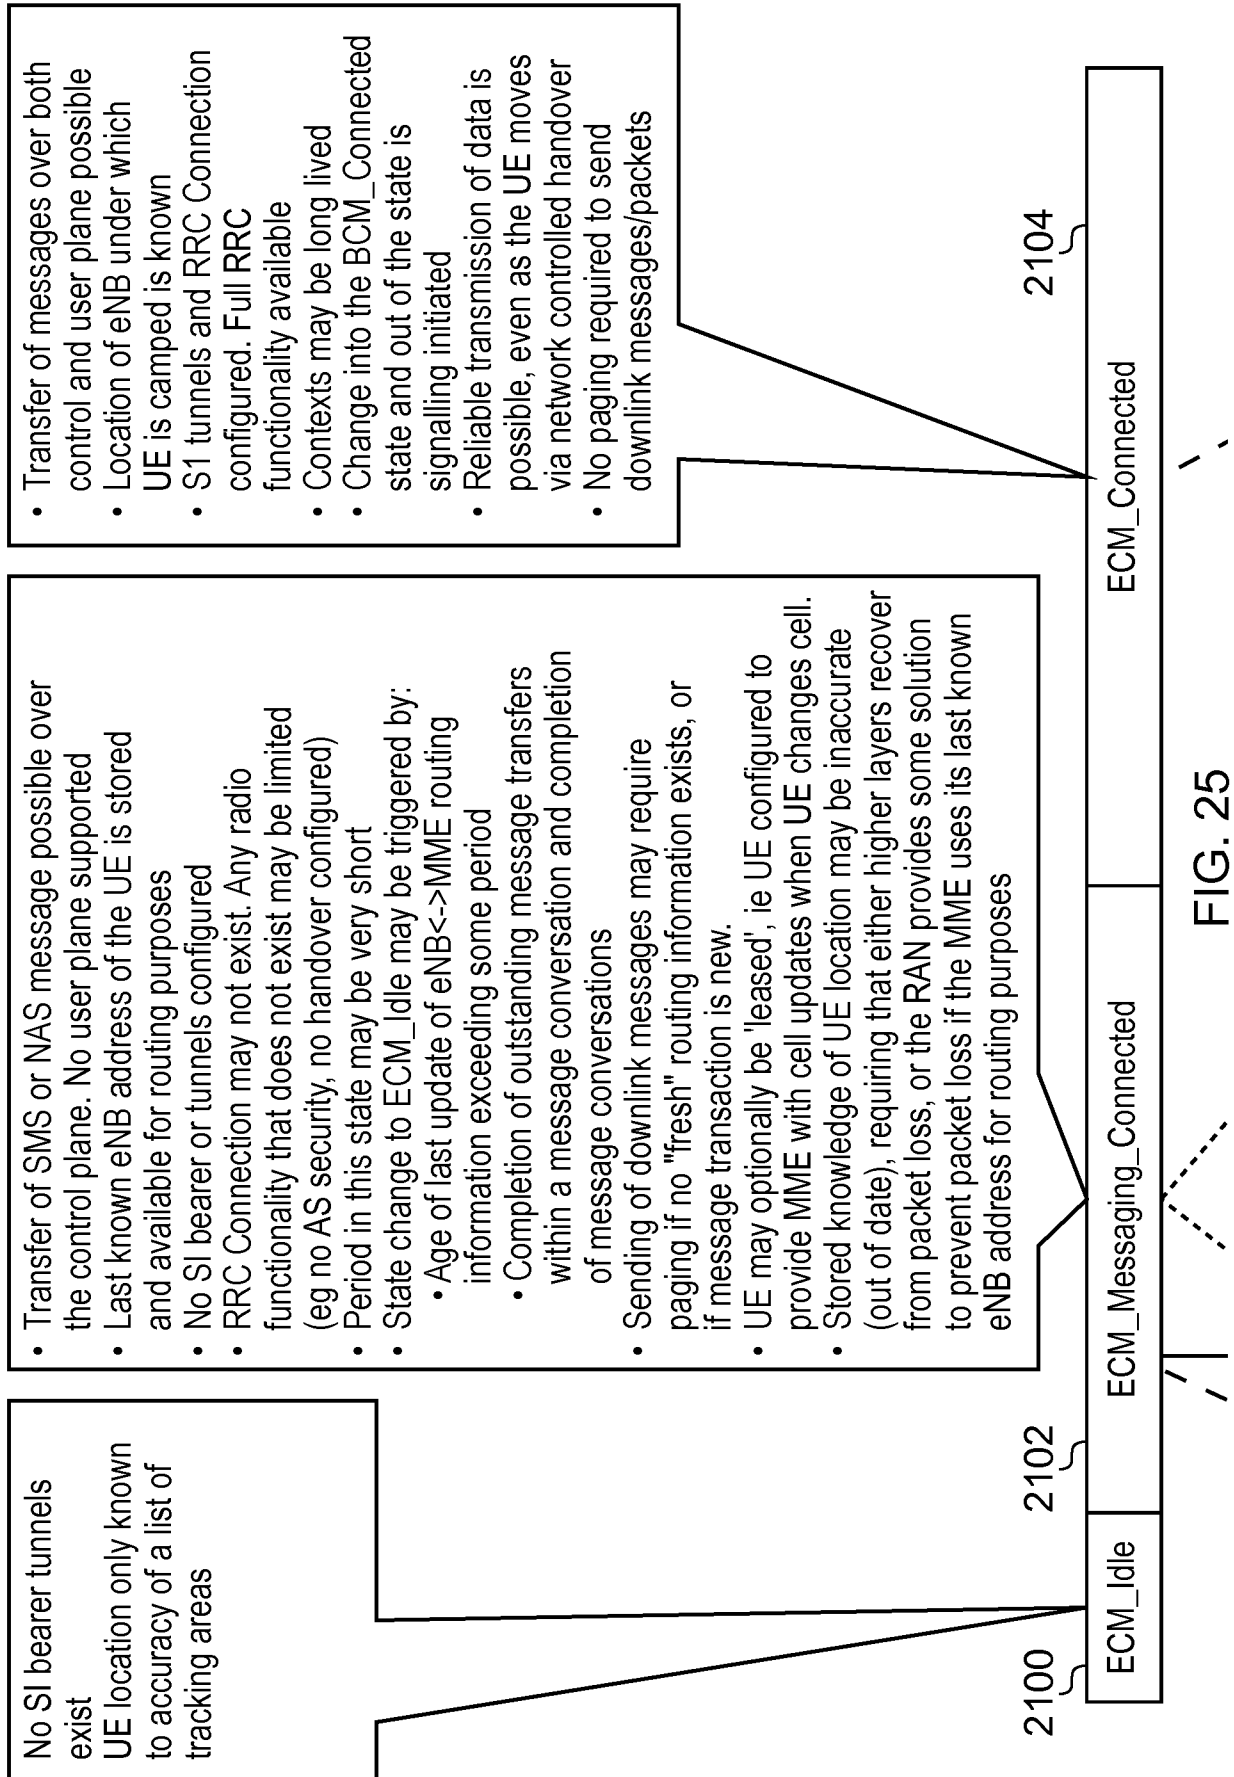 No SI bearer tunnels
exist
UE location only known
to accuracy of a list of
tracking areas
• Transfer of SMS or NAS message possible over
the control plane. No user plane supported
• Last known eNB address of the UE is stored
and available for routing purposes
• No SI bearer or tunnels configured
• RRC Connection may not exist. Any radio
functionality that does not exist may be limited
(eg no AS security, no handover configured)
• Period in this state may be very short
• State change to ECM_Idle may be triggered by:
• Age of last update of eNB<->MME routing
information exceeding some period
• Completion of outstanding message transfers
within a message conversation and completion
of message conversations
• Sending of downlink messages may require
paging if no "fresh" routing information exists, or
if message transaction is new.
• UE may optionally be 'leased', ie UE configured to
provide MME with cell updates when UE changes cell.
• Stored knowledge of UE location may be inaccurate
(out of date), requiring that either higher layers recover
from packet loss, or the RAN provides some solution
to prevent packet loss if the MME uses its last known
eNB address for routing purposes
• Transfer of messages over both
control and user plane possible
• Location of eNB under which
UE is camped is known
• S1 tunnels and RRC Connection
configured. Full RRC
functionality available
• Contexts may be long lived
• Change into the BCM_Connected
state and out of the state is
signalling initiated
• Reliable transmission of data is
possible, even as the UE moves
via network controlled handover
• No paging required to send
downlink messages/packets
2100
2102
2104
ECM_Idle
ECM_Messaging_Connected
ECM_Connected
FIG. 25